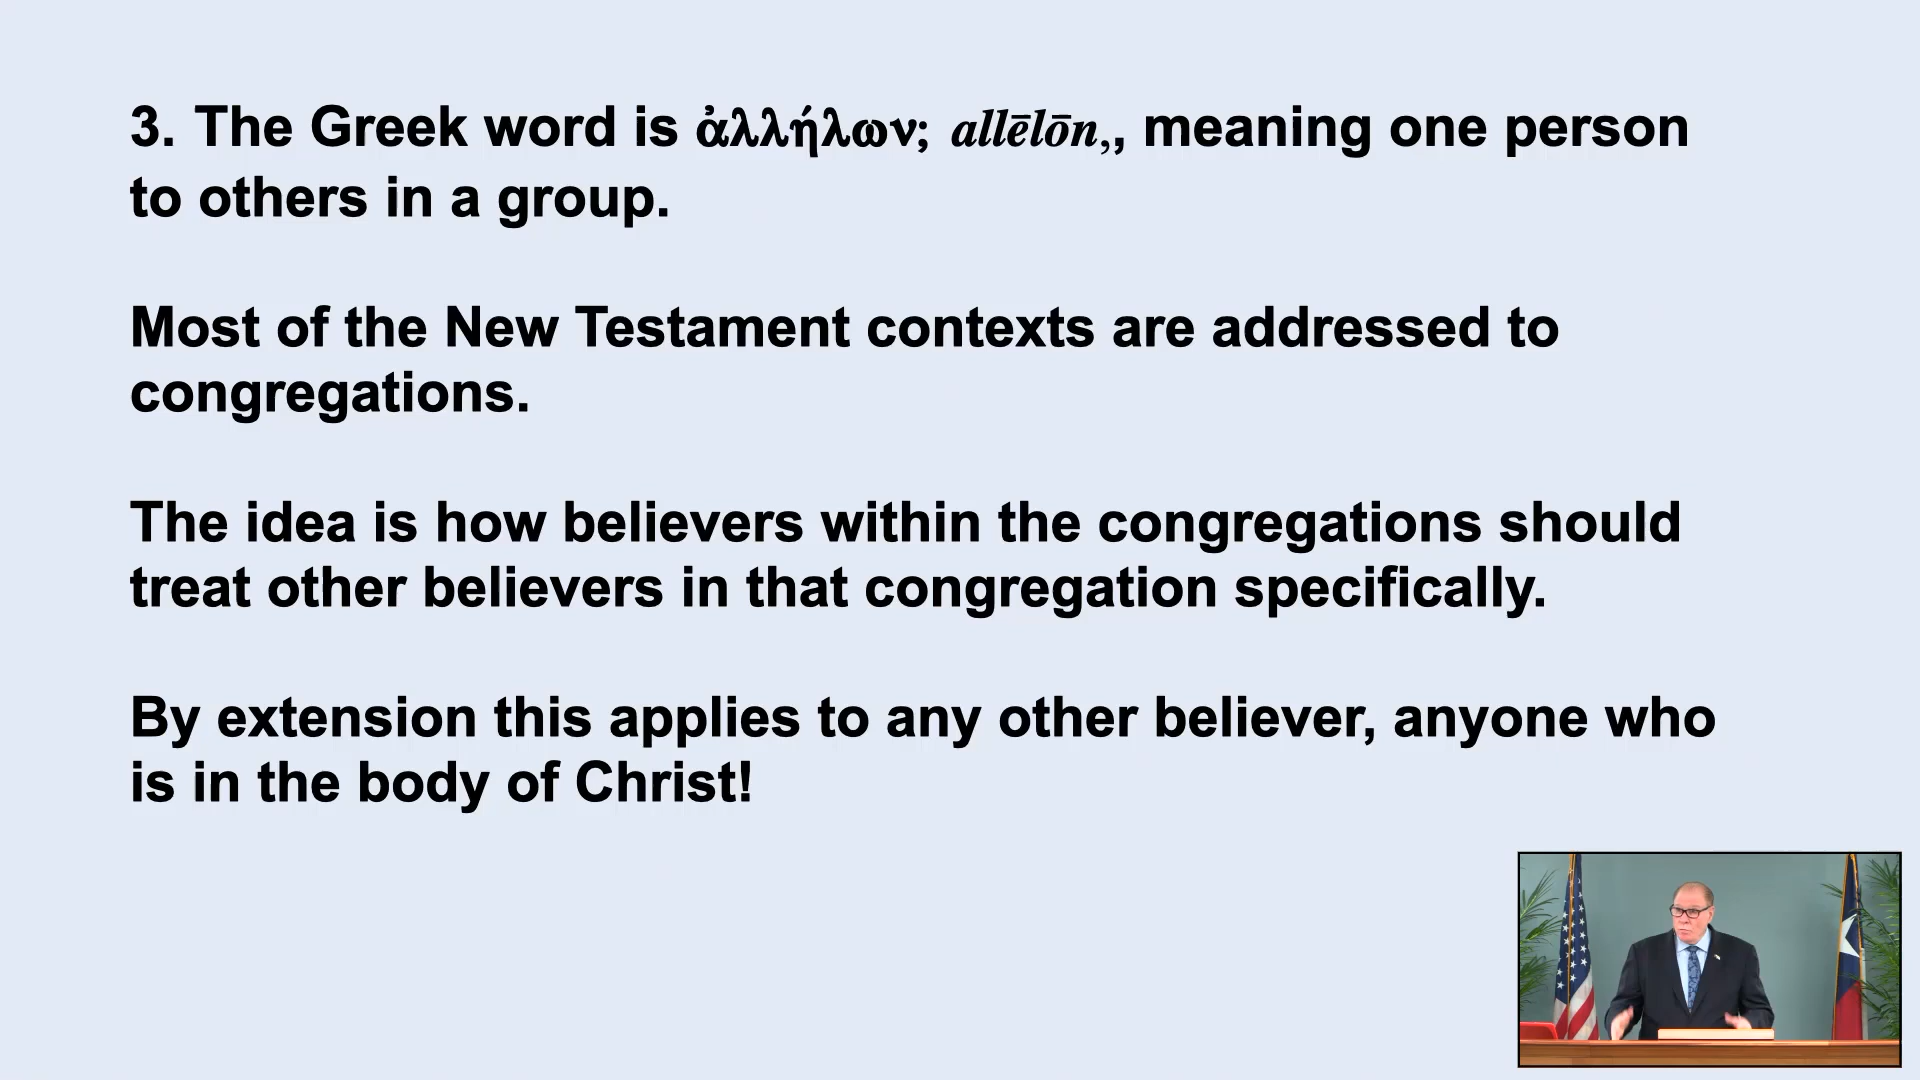 3. The Greek word is ἀλλήλων; allēlōn,, meaning one person
to others in a group.
Most of the New Testament contexts are addressed to
congregations.
The idea is how believers within the congregations should
treat other believers in that congregation specifically.
By extension this applies to any other believer, anyone who
is in the body of Christ!